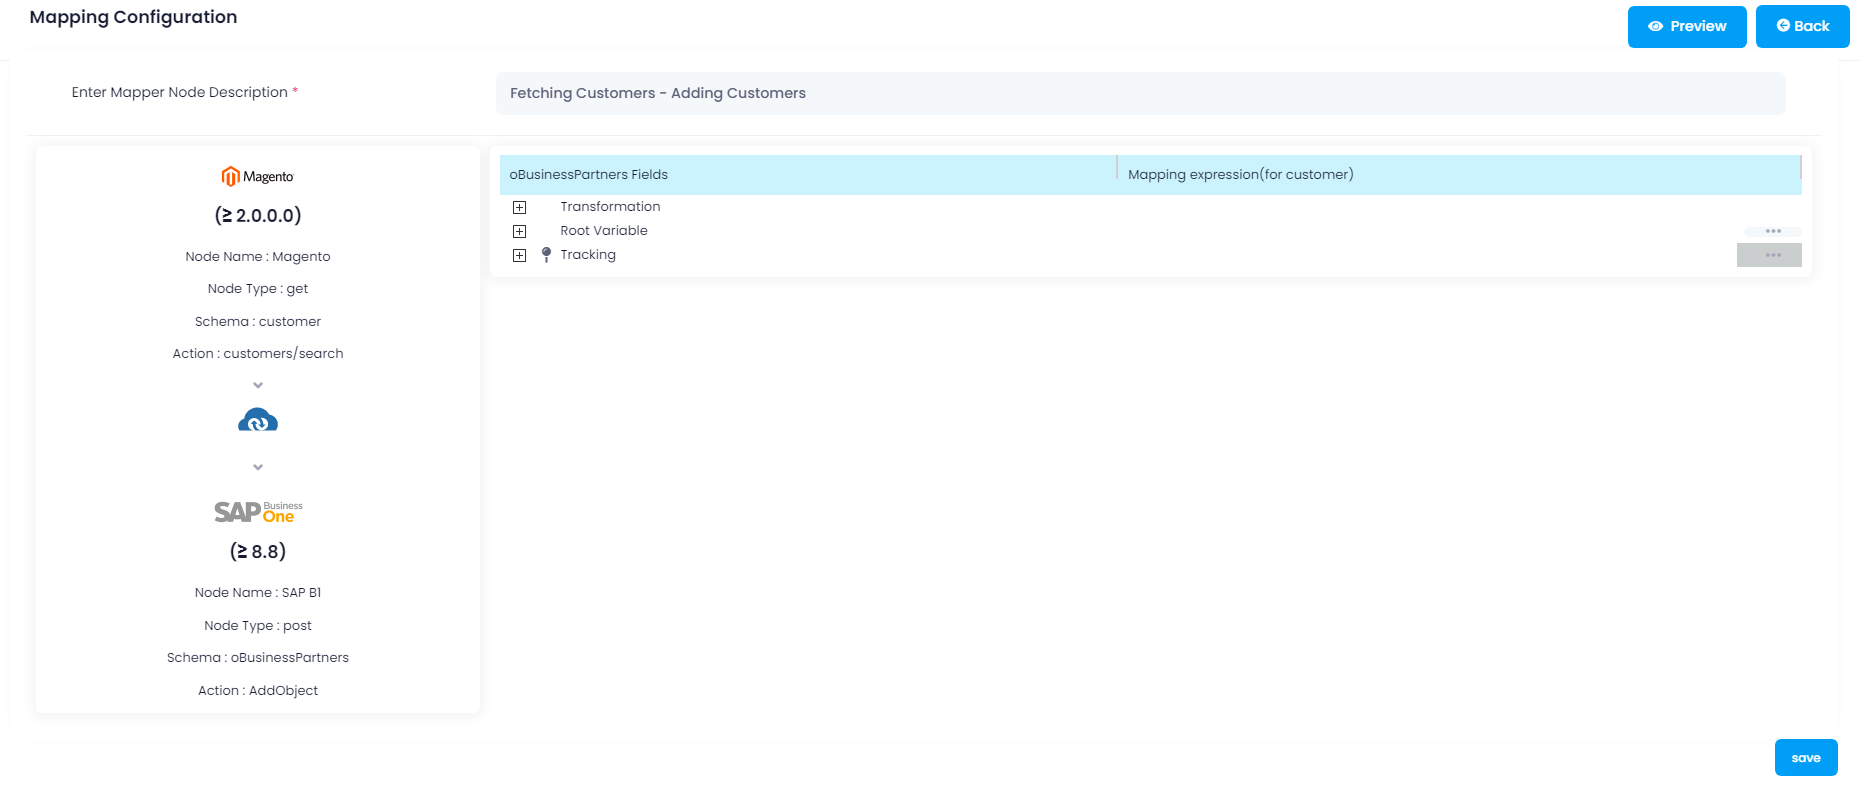 Mapping Configuration
Preview
Back
Enter Mapper Node Description *
Fetching Customers - Adding Customers
Magento
(≥ 2.0.0.0)
Node Name : Magento
Node Type : get
Schema : customer
Action : customers/search
SAP Business One
(≥ 8.8)
Node Name : SAP B1
Node Type : post
Schema : oBusinessPartners
Action : AddObject
oBusinessPartners Fields
Mapping expression(for customer)
Transformation
Root Variable
Tracking
save